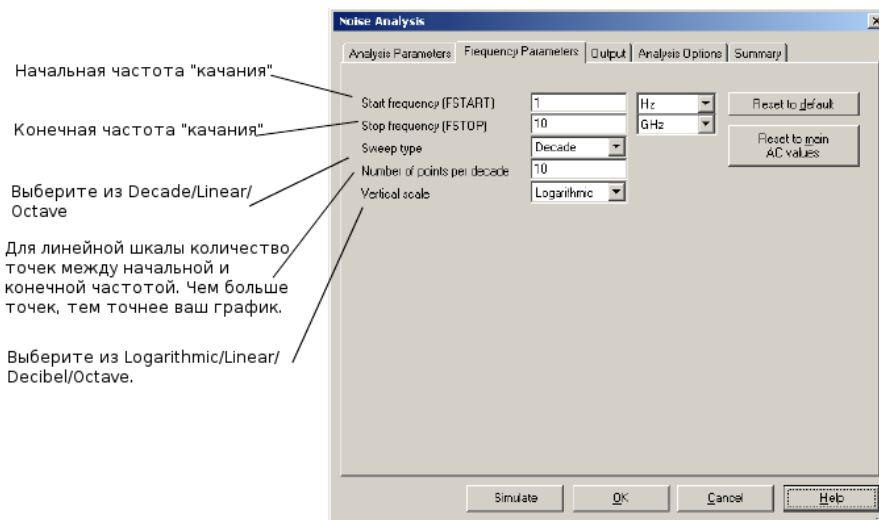 Noise Analysis
Analysis Parameters Frequency Parameters Output Analysis Options Summary
Начальная частота "качания"
Конечная частота "качания"
Выберите из Decade/Linear/
Octave
Для линейной шкалы количество
точек между начальной и
конечной частотой. Чем больше
точек, тем точнее ваш график.
Выберите из Logarithmic/Linear/
Decibel/Octave.
Start frequency (FSTART) 1 Hz
Stop frequency (FSTOP) 10 GHz
Sweep type Decade
Number of points per decade 10
Vertical scale Logarithmic
Reset to default
Reset to main
AC values
Simulate OK Cancel Help